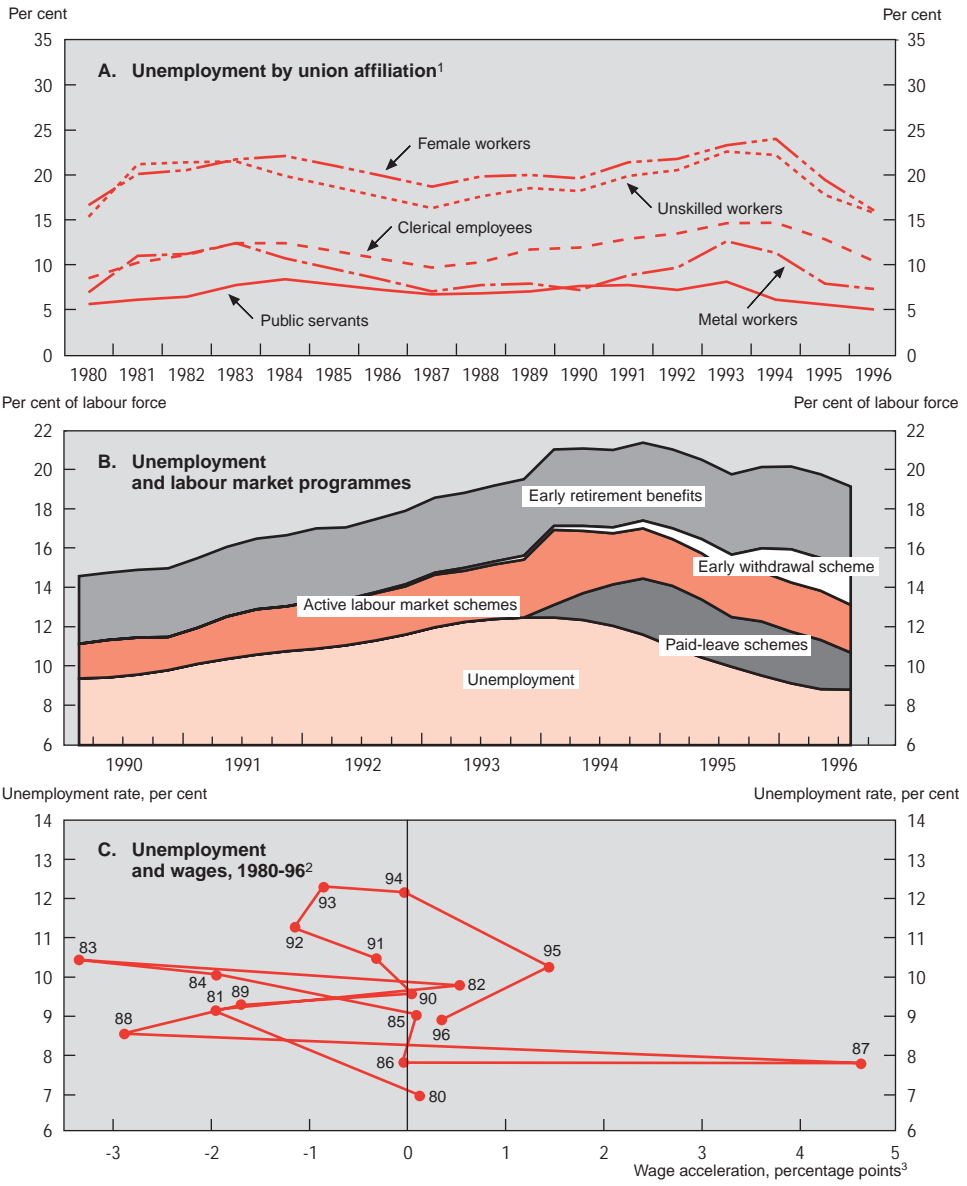 Per cent Per cent
35 35
A. Unemployment by union affiliation1
30 30
25 25
Female workers
20 20
Unskilled workers
15 15
Clerical employees
10 10
5 5
Public servants Metal workers
0 0
1980 1981 1982 1983 1984 1985 1986 1987 1988 1989 1990 1991 1992 1993 1994 1995 1996
Per cent of labour force Per cent of labour force
22 22
B. Unemployment
and labour market programmes
20 20
Early retirement benefits
18 18
16 16
Early withdrawal scheme
14 14
Active labour market schemes
12 12
Paid-leave schemes
10 10
Unemployment
8 8
6 6
1990 1991 1992 1993 1994 1995 1996
Unemployment rate, per cent Unemployment rate, per cent
14 14
C. Unemployment
and wages, 1980-962
13 13
94
12 93 12
92 91
11 11
83 95
10 84 82 10
81 89 90
9 88 85 96 9
87
8 86 8
7 80 7
6 6
-3 -2 -1 0 1 2 3 4 5
Wage acceleration, percentage points3